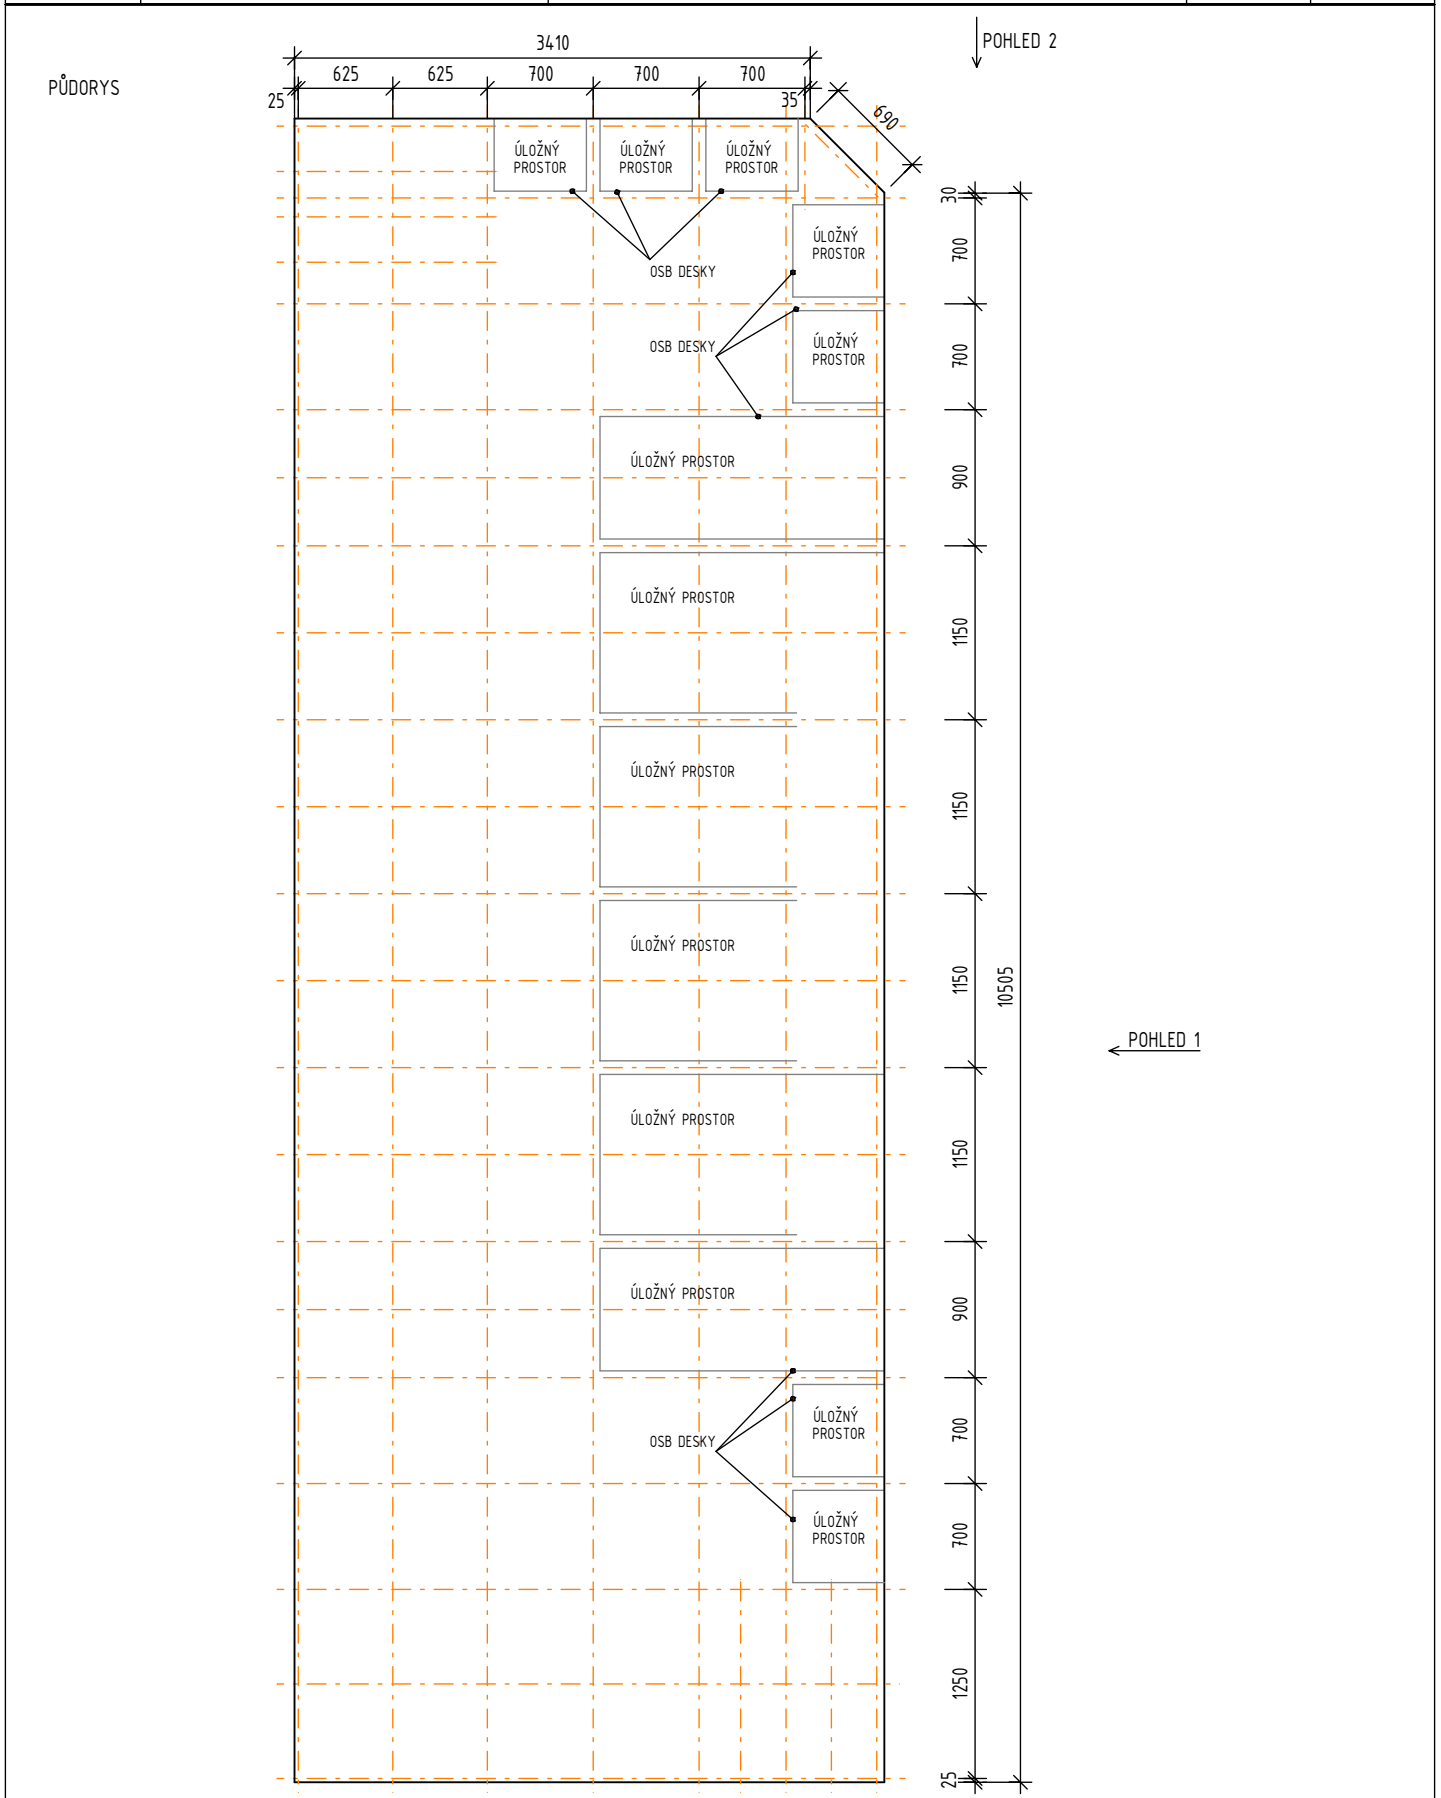 POHLED 2
3410
PŮDORYS
625
625
700
700
700
25
35
690
ÚLOŽNÝ
PROSTOR
ÚLOŽNÝ
PROSTOR
ÚLOŽNÝ
PROSTOR
30
ÚLOŽNÝ
PROSTOR
700
OSB DESKY
OSB DESKY
ÚLOŽNÝ
PROSTOR
700
ÚLOŽNÝ PROSTOR
900
ÚLOŽNÝ PROSTOR
1150
ÚLOŽNÝ PROSTOR
1150
ÚLOŽNÝ PROSTOR
1150
10505
POHLED 1
ÚLOŽNÝ PROSTOR
1150
ÚLOŽNÝ PROSTOR
900
ÚLOŽNÝ
PROSTOR
700
OSB DESKY
ÚLOŽNÝ
PROSTOR
700
1250
25